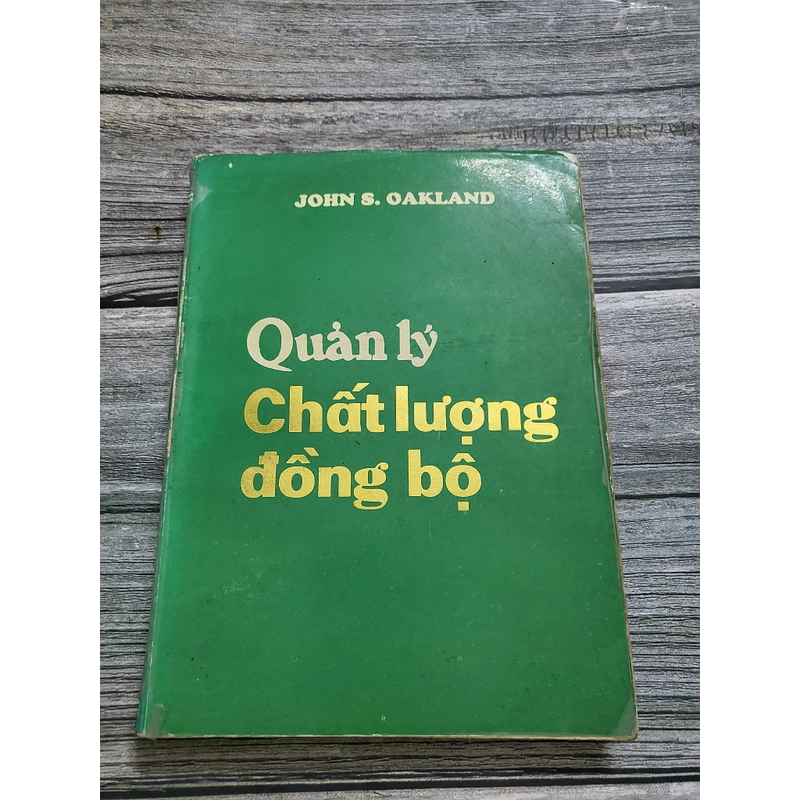 JOHN S. OAKLAND
Quản lý
Chất lượng
đồng bộ